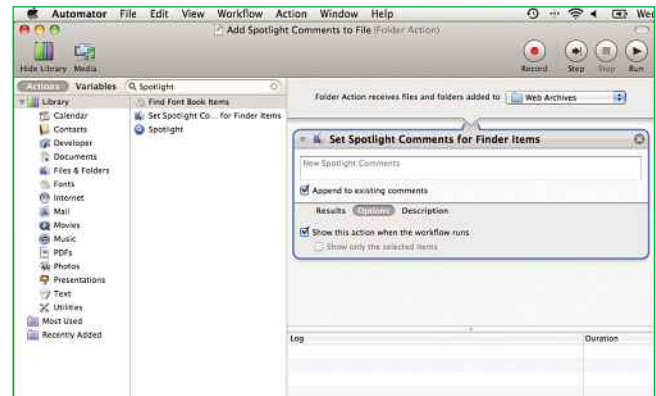 Automator File Edit View Workflow Action Window Help Wed
Add Spotlight Comments to File (Folder Action)
Hide Library Media Record Step Stop Run
Actions Variables Spotlight
Folder Action receives files and folders added to Web Archives
Library
Calendar
Contacts
Developer
Documents
Files & Folders
Fonts
Internet
Mail
Movies
Music
PDFs
Photos
Presentations
Text
Utilities
Most Used
Recently Added
Find Font Book Items
Set Spotlight Co... for Finder Items
Spotlight
Set Spotlight Comments for Finder Items
New Spotlight Comments
Append to existing comments
Results Options Description
Show this action when the workflow runs
Show only the selected items
Log Duration